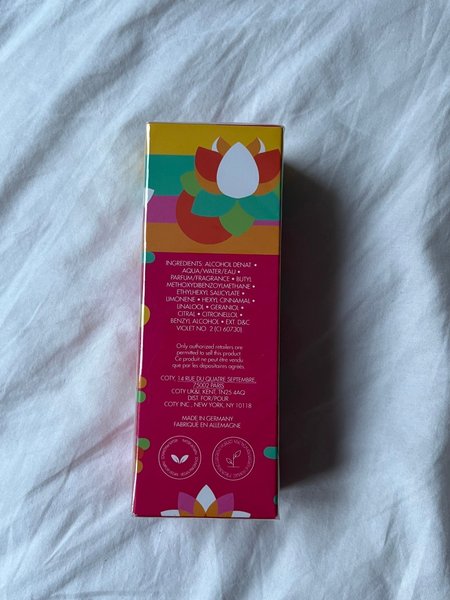 INGREDIENTS: ALCOHOL DENAT •
AQUA/WATER/EAU •
PARFUM/FRAGRANCE • BUTYL
METHOXYDIBENZOYLMETHANE •
ETHYLHEXYL SALICYLATE •
LIMONENE • HEXYL CINNAMAL •
LINALOOL • GERANIOL •
CITRAL • CITRONELLOL •
BENZYL ALCOHOL • EXT. D&C
VIOLET NO. 2 (CI 60730)
Only authorized retailers are
permitted to sell this product
Ce produit ne peut être vendu
que par les dépositaires agréés.
COTY, 14 RUE DU QUATRE SEPTEMBRE,
75002 PARIS
COTY UK&I, KENT, TN25 4AQ
DIST FOR/POUR
COTY INC., NEW YORK, NY 10118
MADE IN GERMANY
FABRIQUÉ EN ALLEMAGNE